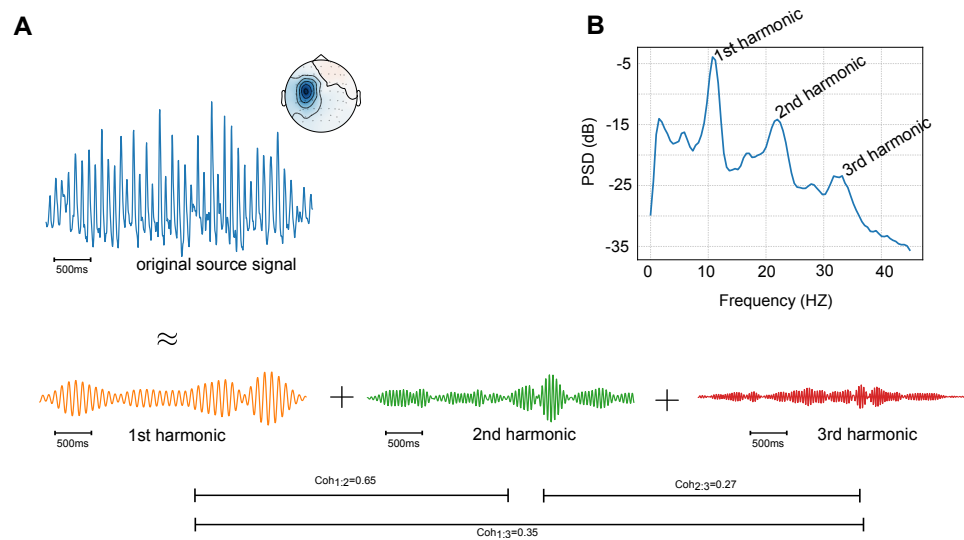 A
500ms
original source signal
B
1st harmonic
2nd harmonic
3rd harmonic
PSD (dB)
-5
-15
-25
-35
0 10 20 30 40
Frequency (HZ)
≈
+
+
500ms
1st harmonic
500ms
2nd harmonic
500ms
3rd harmonic
Coh1:2=0.65
Coh2:3=0.27
Coh1:3=0.35